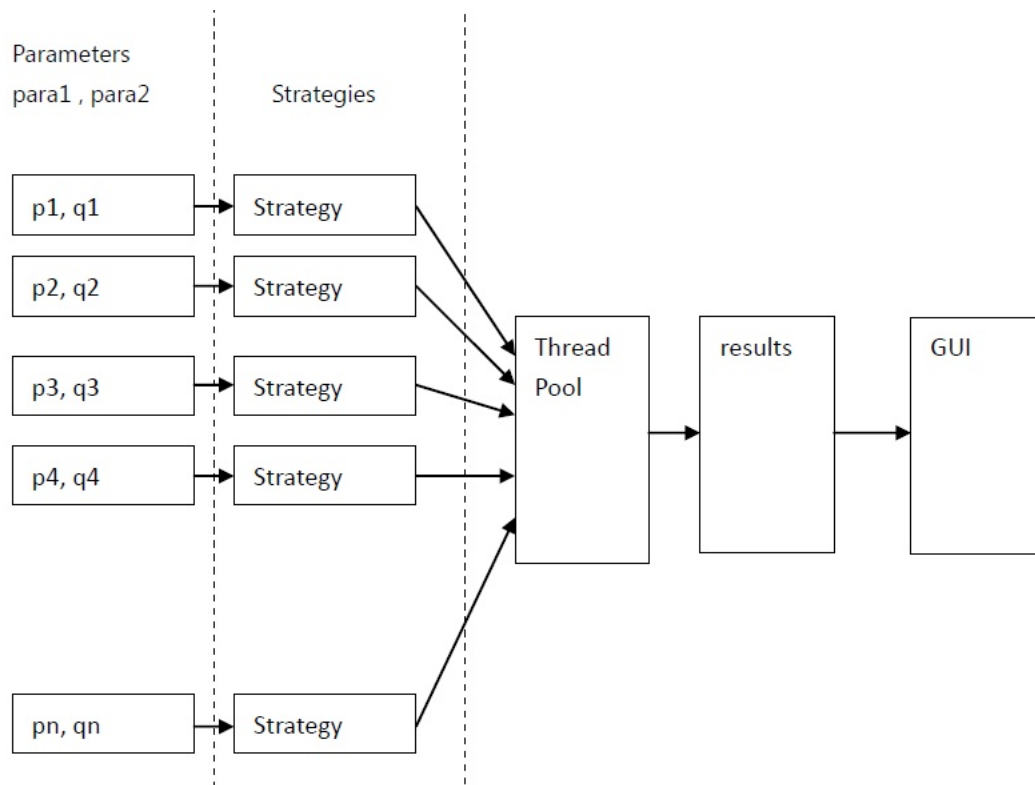 Parameters
para1 , para2
Strategies
p1, q1
Strategy
p2, q2
Strategy
p3, q3
Strategy
p4, q4
Strategy
pn, qn
Strategy
Thread
Pool
results
GUI